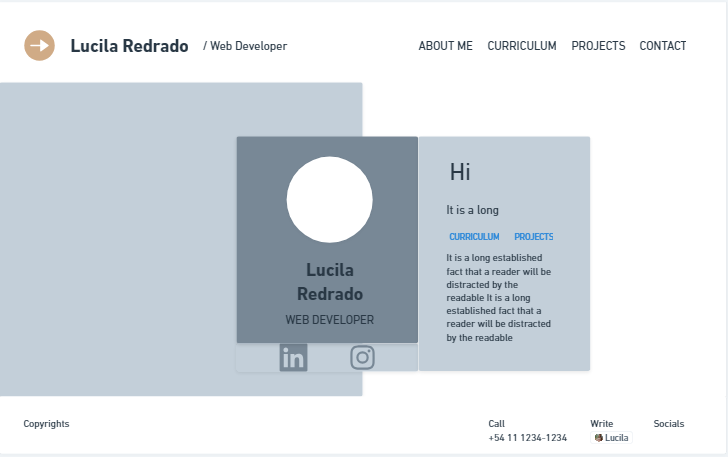 Lucila Redrado / Web Developer ABOUT ME CURRICULUM PROJECTS CONTACT
Lucila
Redrado
WEB DEVELOPER
in
Hi
It is a long
CURRICULUM PROJECTS
It is a long established
fact that a reader will be
distracted by the
readable It is a long
established fact that a
reader will be distracted
by the readable
Copyrights
Call
+54 11 1234-1234
Write
Lucila
Socials